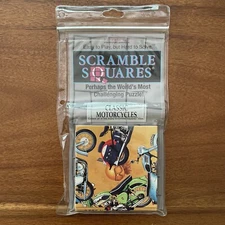 Easy to Play, but Hard to Solve!
SCRAMBLE
SQUARES®
Perhaps the World's Most
Challenging Puzzle!
CLASSIC
MOTORCYCLES